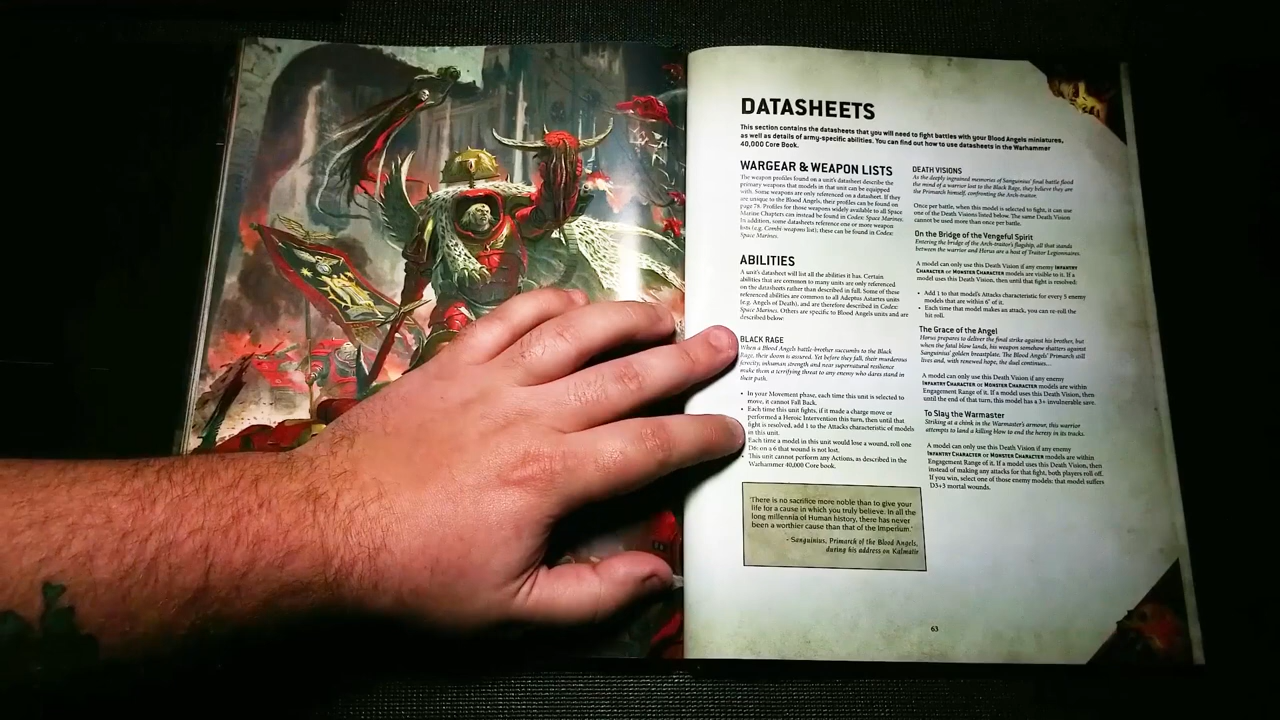 DATASHEETS
This section contains the datasheets that you will need to fight battles with your Blood Angels miniatures,
as well as details of army-specific abilities. You can find out how to use datasheets in the Warhammer
40,000 Core Book.
WARGEAR & WEAPON LISTS
The weapon profiles found on a unit's datasheet describe the
primary weapons that models in that unit can be equipped
with. Some weapons are only referenced on a datasheet. If they
are unique to the Blood Angels, their profiles can be found on
page 78. Profiles for those weapons widely available to all Space
Marine Chapters can instead be found in Codex: Space Marines.
In addition, some datasheets reference one or more weapon
lists (e.g. Combi-weapons list); these can be found in Codex:
Space Marines.
ABILITIES
A unit's datasheet will list all the abilities it has. Certain
abilities that are common to many units are only referenced
on the datasheets rather than described in full. Some of these
referenced abilities are common to all Adeptus Astartes units
(e.g. Angels of Death), and are therefore described in Codex:
Space Marines. Others are specific to Blood Angels units and are
described below:
BLACK RAGE
When a Blood Angels battle-brother succumbs to the Black
Rage, their doom is assured. Yet before they fall, their murderous
ferocity, inhuman strength and near supernatural resilience
make them a terrifying threat to any enemy who dares stand in
their path.
• In your Movement phase, each time this unit is selected to
move, it cannot Fall Back.
• Each time this unit fights, if it made a charge move or
performed a Heroic Intervention this turn, then until that
fight is resolved, add 1 to the Attacks characteristic of models
in this unit.
Each time a model in this unit would lose a wound, roll one
D6: on a 6 that wound is not lost.
• This unit cannot perform any Actions, as described in the
Warhammer 40,000 Core book.
'There is no sacrifice more noble than to give your
life for a cause in which you truly believe. In all the
long millennia of Human history, there has never
been a worthier cause than that of the Imperium.'
- Sanguinius, Primarch of the Blood Angels,
during his address on Kalmatir
DEATH VISIONS
As the deeply ingrained memories of Sanguinius' final battle flood
the mind of a warrior lost to the Black Rage, they believe they are
the Primarch himself, confronting the Arch-traitor.
Once per battle, when this model is selected to fight, it can use
one of the Death Visions listed below. The same Death Vision
cannot be used more than once per battle.
On the Bridge of the Vengeful Spirit
Entering the bridge of the Arch-traitor's flagship, all that stands
between the warrior and Horus are a host of Traitor Legionnaires.
A model can only use this Death Vision if any enemy INFANTRY
CHARACTER or MONSTER CHARACTER models are visible to it. If a
model uses this Death Vision, then until that fight is resolved:
• Add 1 to that model's Attacks characteristic for every 5 enemy
models that are within 6" of it.
• Each time that model makes an attack, you can re-roll the
hit roll.
The Grace of the Angel
Horus prepares to deliver the final strike against his brother, but
when the fatal blow lands, his weapon somehow shatters against
Sanguinius' golden breastplate. The Blood Angels' Primarch still
lives and, with renewed hope, the duel continues...
A model can only use this Death Vision if any enemy
INFANTRY CHARACTER or MONSTER CHARACTER models are within
Engagement Range of it. If a model uses this Death Vision, then
until the end of that turn, this model has a 3+ invulnerable save.
To Slay the Warmaster
Striking at a chink in the Warmaster's armour, this warrior
attempts to land a killing blow to end the heresy in its tracks.
A model can only use this Death Vision if any enemy
INFANTRY CHARACTER or MONSTER CHARACTER models are within
Engagement Range of it. If a model uses this Death Vision, then
instead of making any attacks for that fight, both players roll off.
If you win, select one of those enemy models: that model suffers
D3+3 mortal wounds.
63